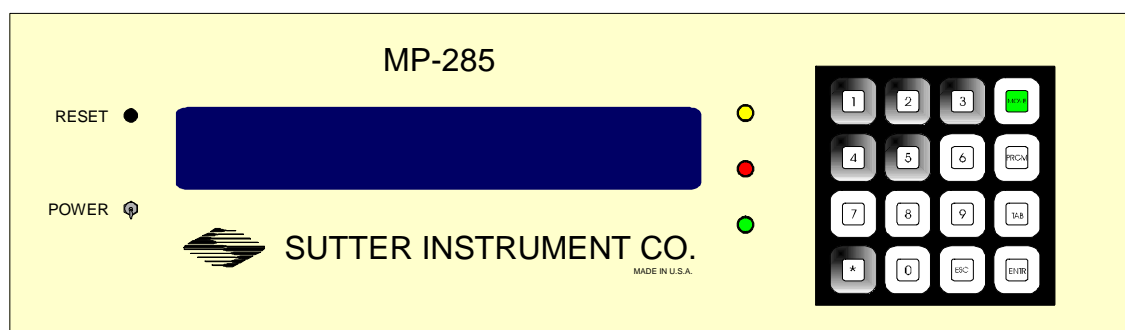 MP-285
RESET
POWER
SUTTER INSTRUMENT CO.
MADE IN U.S.A.
1 2 3 MOVE
4 5 6 PRGM
7 8 9 TAB
* 0 ESC ENTR